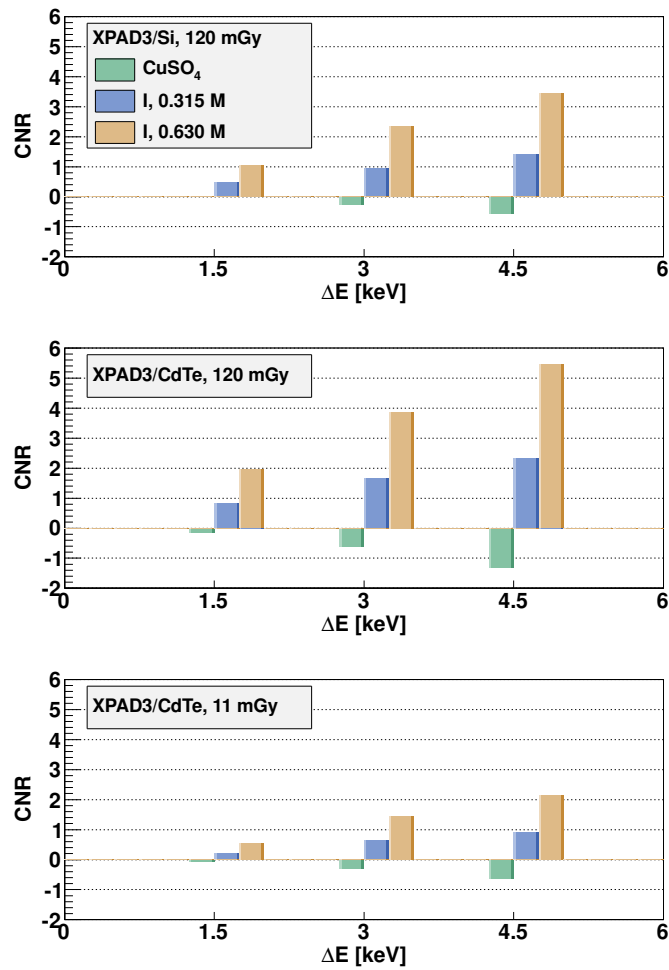 6
5
4
3
2
1
0
-1
-2
CNR
XPAD3/Si, 120 mGy
CuSO₄
I, 0.315 M
I, 0.630 M
0 1.5 3 4.5 6
ΔE [keV]
6
5
4
3
2
1
0
-1
-2
CNR
XPAD3/CdTe, 120 mGy
0 1.5 3 4.5 6
ΔE [keV]
6
5
4
3
2
1
0
-1
-2
CNR
XPAD3/CdTe, 11 mGy
0 1.5 3 4.5 6
ΔE [keV]